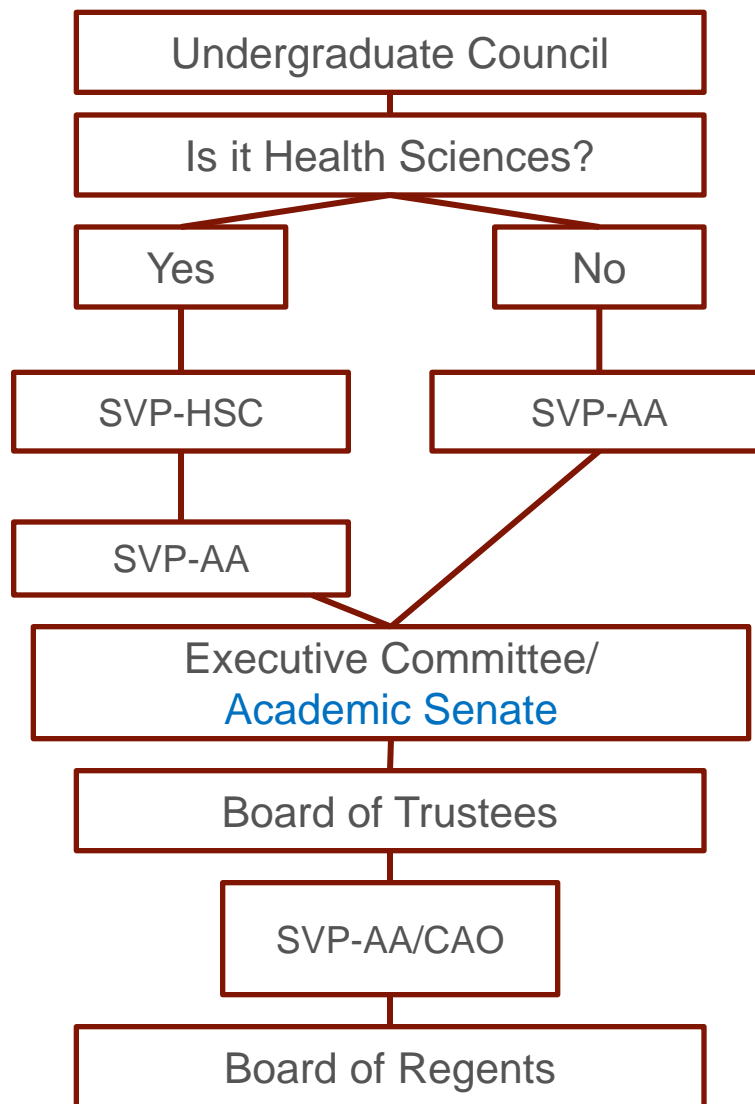 Undergraduate Council
Is it Health Sciences?
Yes
No
SVP-HSC
SVP-AA
SVP-AA
Executive Committee/
Academic Senate
Board of Trustees
SVP-AA/CAO
Board of Regents